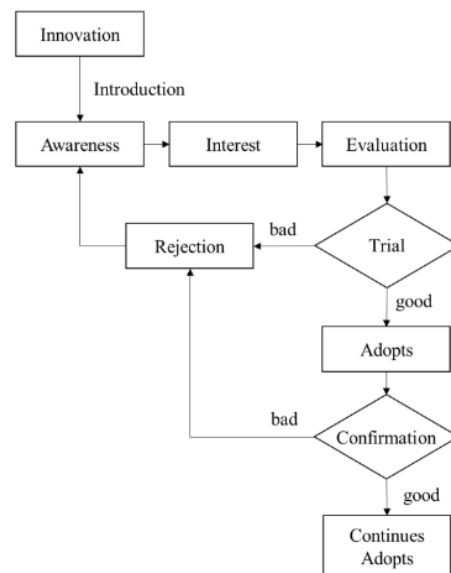 Innovation
Introduction
Awareness
Interest
Evaluation
Rejection
bad
Trial
good
Adopts
bad
Confirmation
good
Continues
Adopts